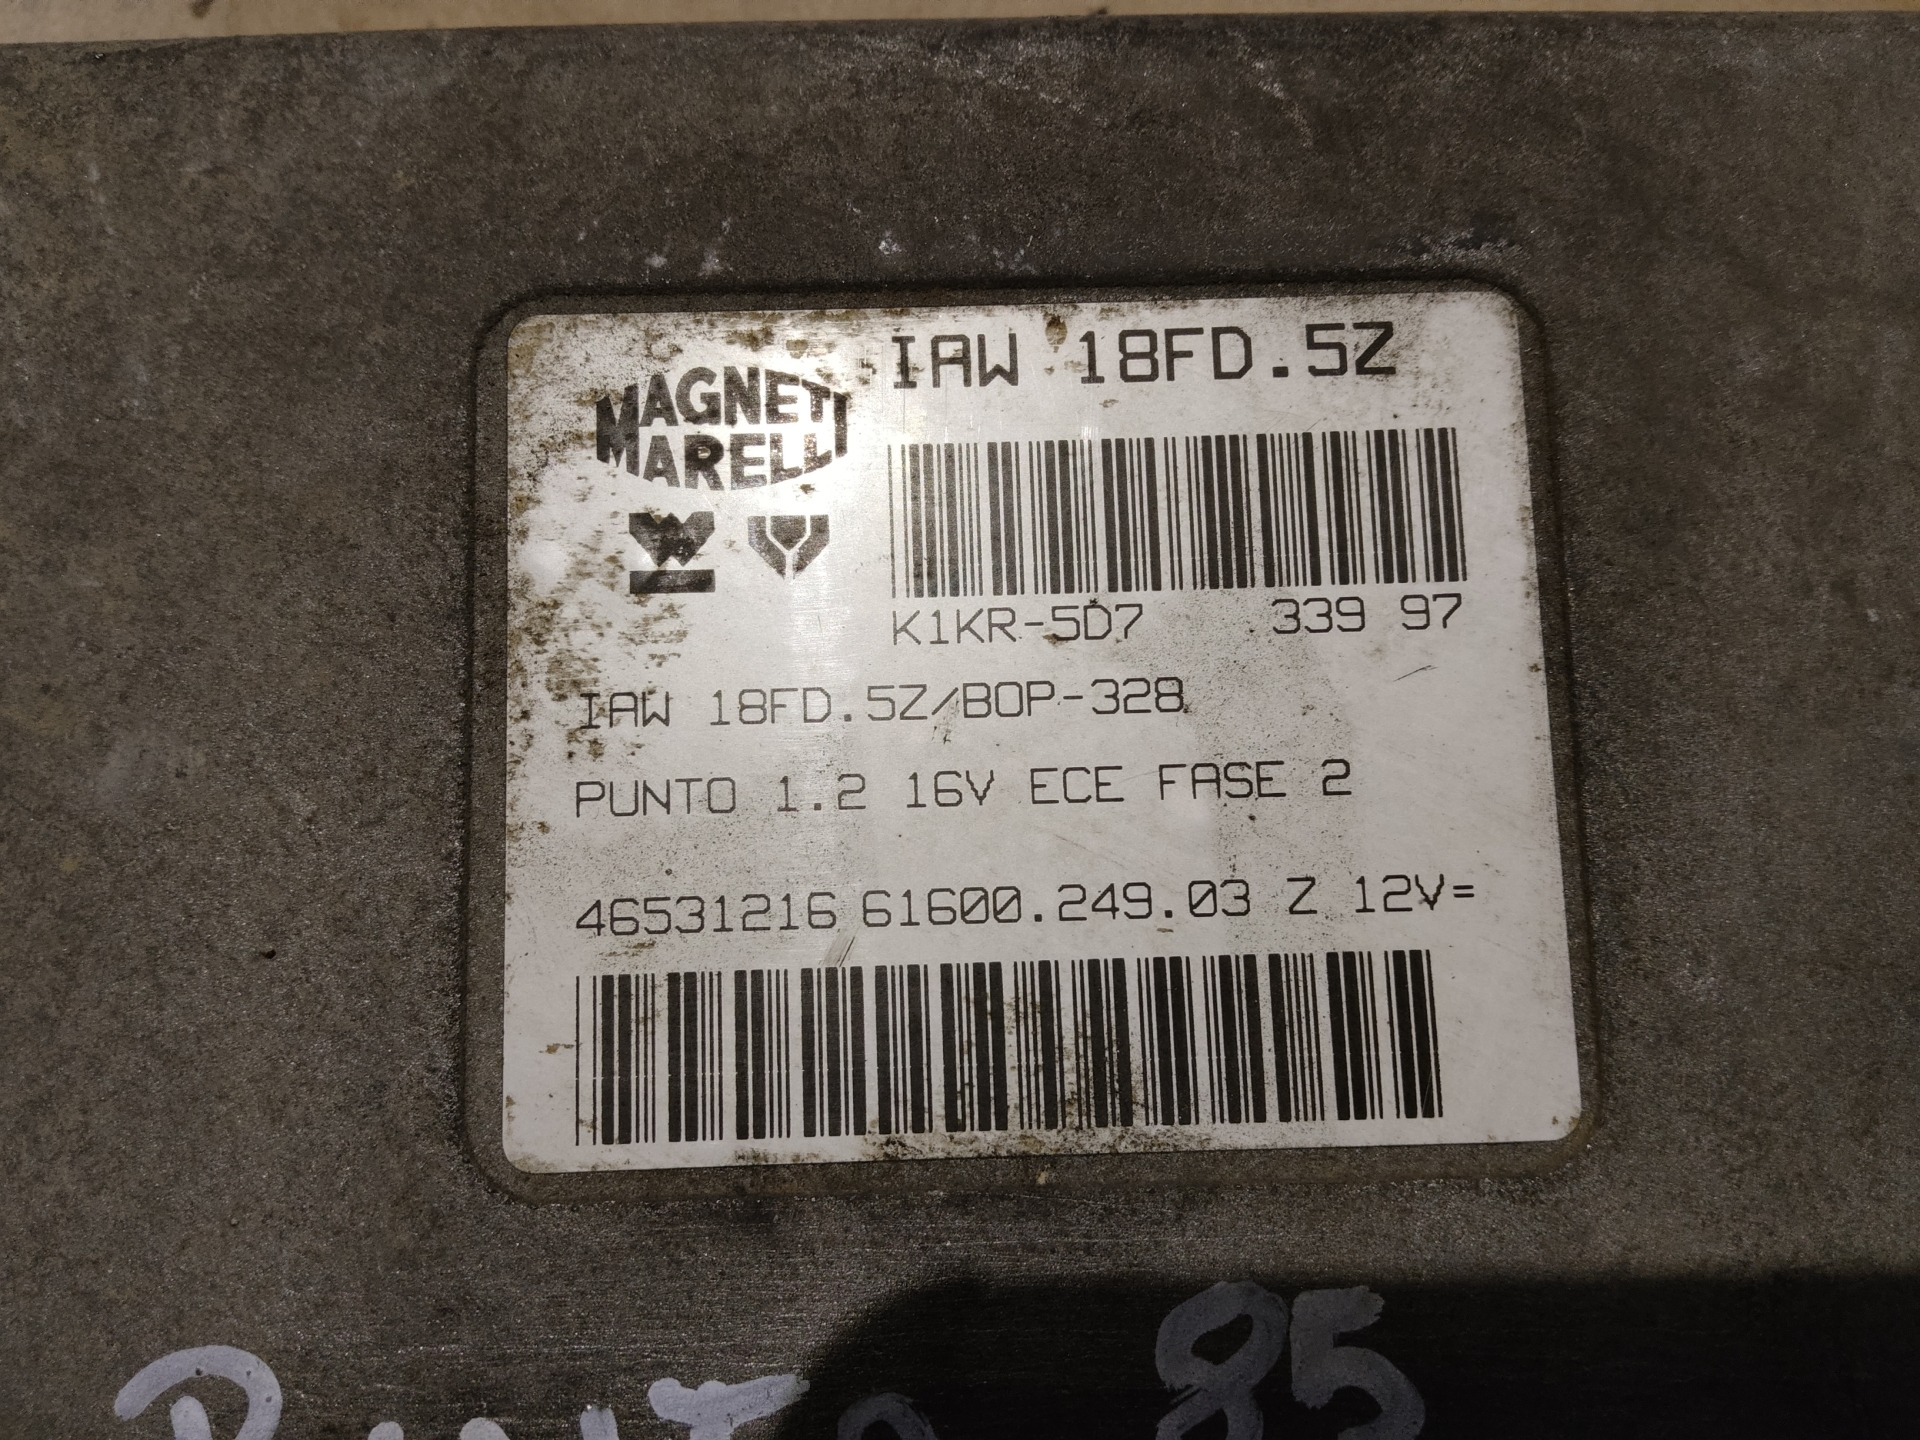 IAW 18FD.5Z
MAGNETI
MARELLI
K1KR-5D7 339 97
IAW 18FD.5Z/BOP-328
PUNTO 1.2 16V ECE FASE 2
46531216 61600.249.03 Z 12V=
PUNTO 85